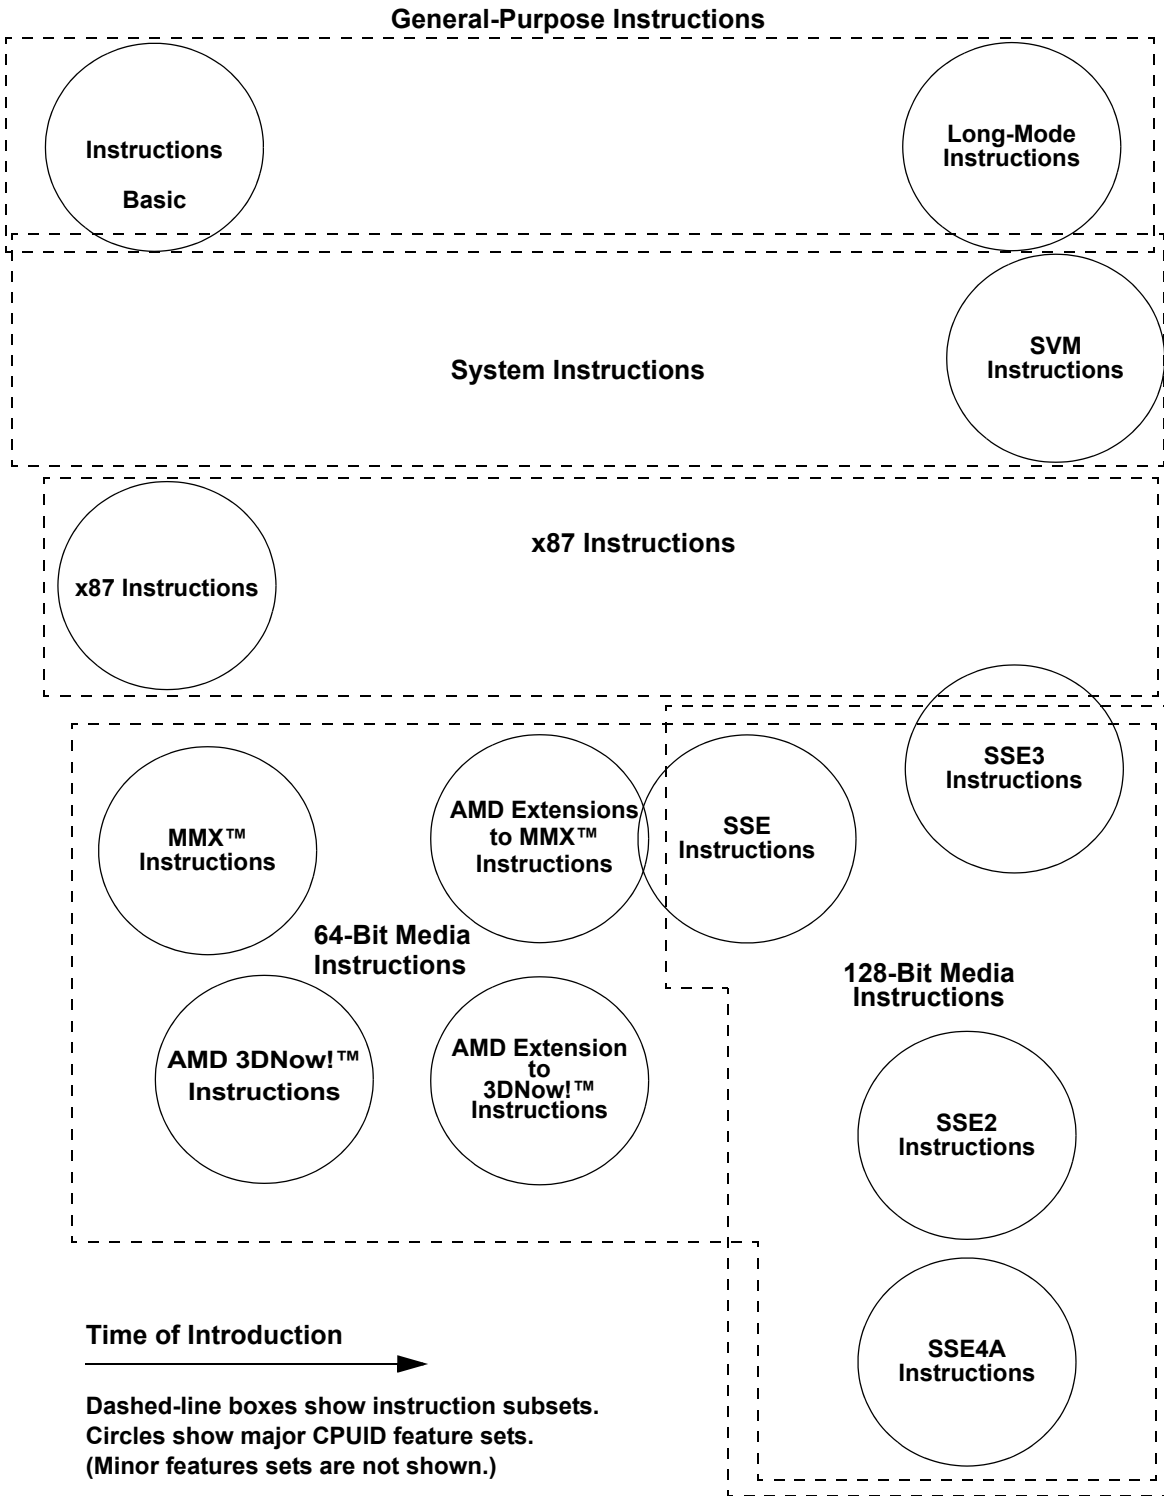 General-Purpose Instructions
Instructions
Basic
Long-Mode
Instructions
System Instructions
SVM
Instructions
x87 Instructions
x87 Instructions
SSE3
Instructions
MMX™
Instructions
AMD Extensions
to MMX™
Instructions
SSE
Instructions
64-Bit Media
Instructions
128-Bit Media
Instructions
AMD 3DNow!™
Instructions
AMD Extension
to
3DNow!™
Instructions
SSE2
Instructions
SSE4A
Instructions
Time of Introduction
Dashed-line boxes show instruction subsets.
Circles show major CPUID feature sets.
(Minor features sets are not shown.)